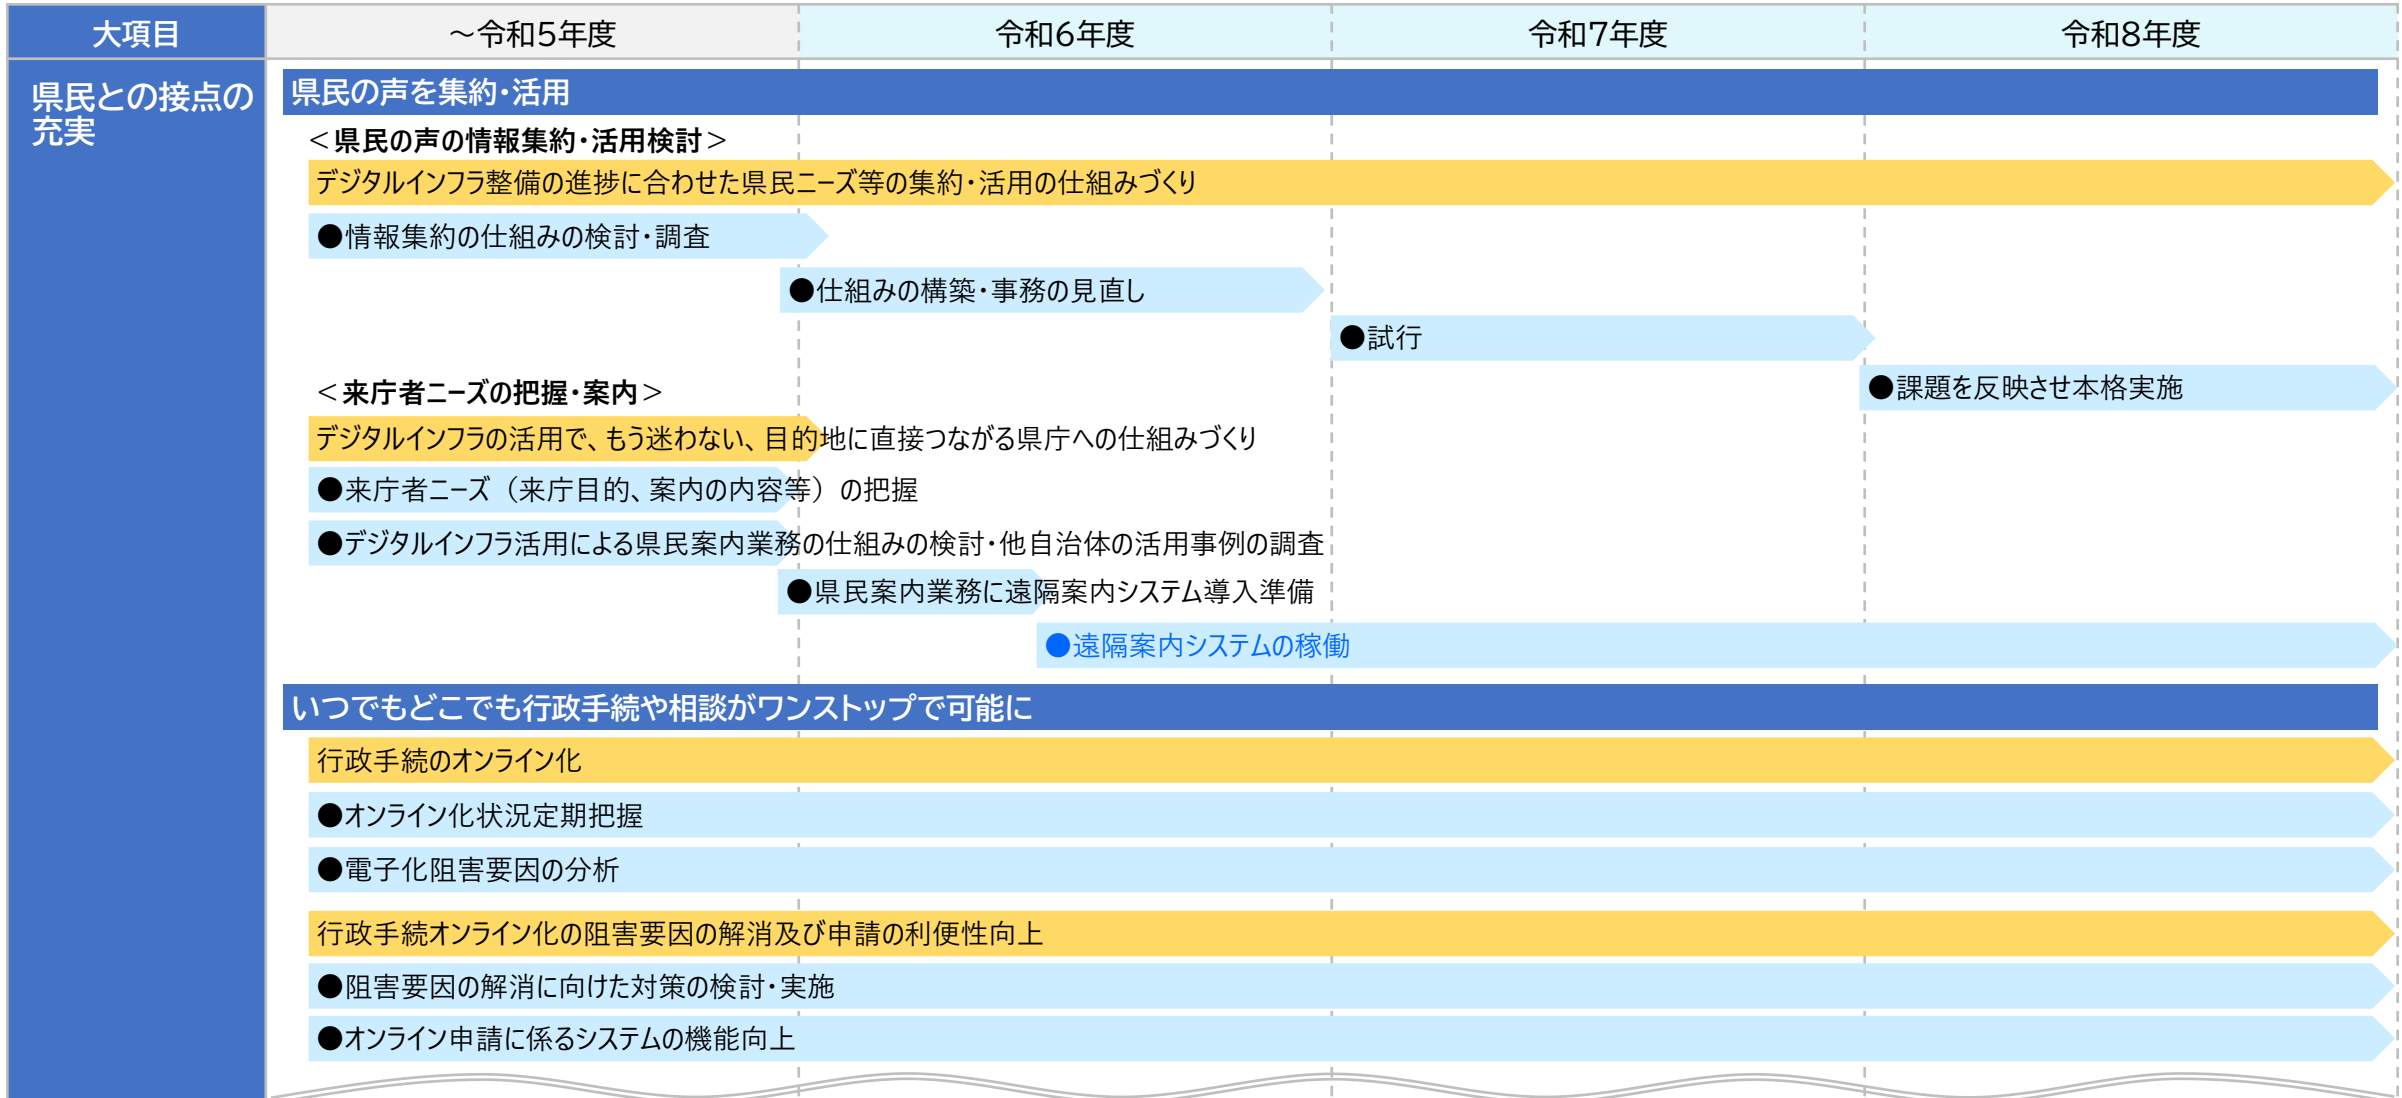 大項目
～令和5年度
令和6年度
令和7年度
令和8年度
県民との接点の
充実
県民の声を集約・活用
＜県民の声の情報集約・活用検討＞
デジタルインフラ整備の進捗に合わせた県民ニーズ等の集約・活用の仕組みづくり
●情報集約の仕組みの検討・調査
●仕組みの構築・事務の見直し
●試行
●課題を反映させ本格実施
＜来庁者ニーズの把握・案内＞
デジタルインフラの活用で、もう迷わない、目的地に直接つながる県庁への仕組みづくり
●来庁者ニーズ（来庁目的、案内の内容等）の把握
●デジタルインフラ活用による県民案内業務の仕組みの検討・他自治体の活用事例の調査
●県民案内業務に遠隔案内システム導入準備
●遠隔案内システムの稼働
いつでもどこでも行政手続や相談がワンストップで可能に
行政手続のオンライン化
●オンライン化状況定期把握
●電子化阻害要因の分析
行政手続オンライン化の阻害要因の解消及び申請の利便性向上
●阻害要因の解消に向けた対策の検討・実施
●オンライン申請に係るシステムの機能向上